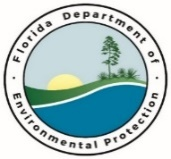 Florida Department of
Environmental Protection